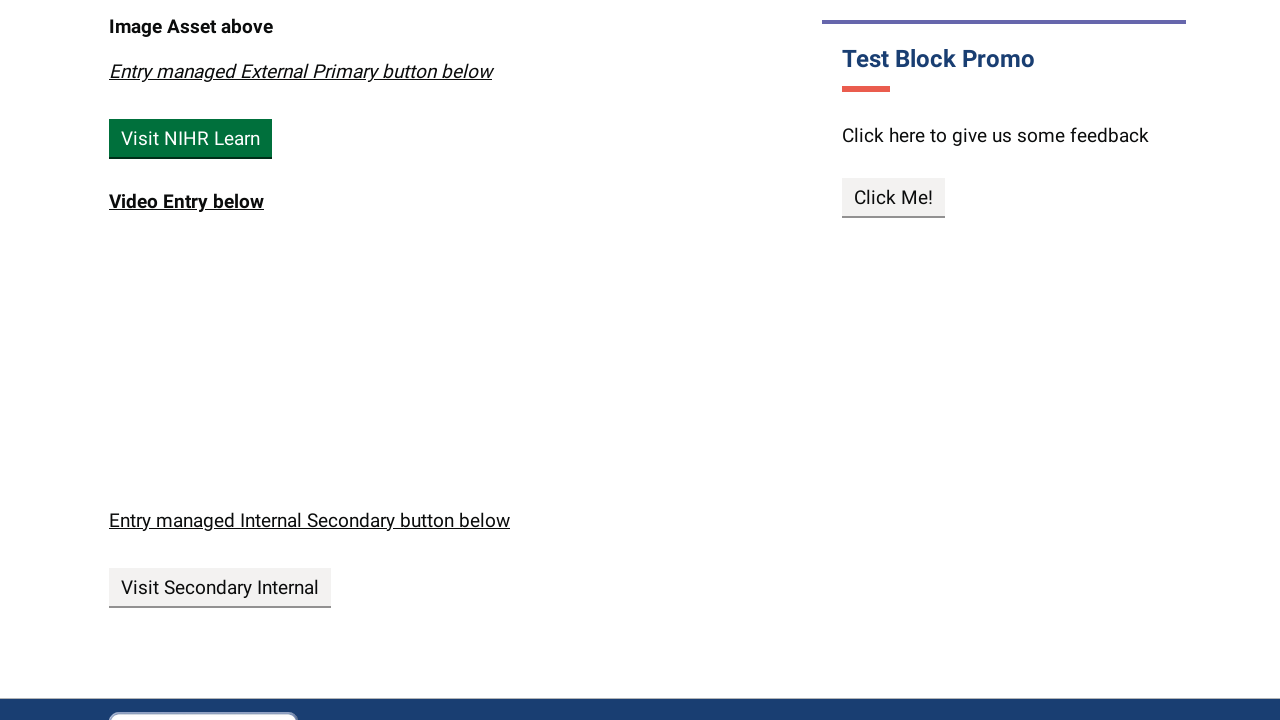 Image Asset above
Entry managed External Primary button below
Visit NIHR Learn
Video Entry below
Entry managed Internal Secondary button below
Visit Secondary Internal
Test Block Promo
Click here to give us some feedback
Click Me!